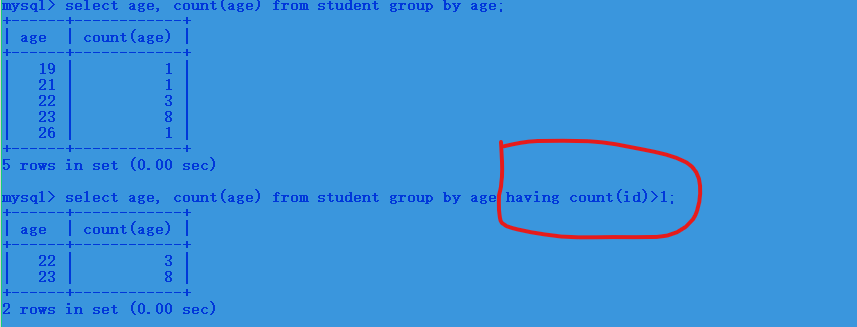 mysql> select age, count(age) from student group by age;
+------+------------+
| age | count(age) |
+------+------------+
| 19 | 1 |
| 21 | 1 |
| 22 | 3 |
| 23 | 8 |
| 26 | 1 |
+------+------------+
5 rows in set (0.00 sec)
mysql> select age, count(age) from student group by age having count(id)>1;
+------+------------+
| age | count(age) |
+------+------------+
| 22 | 3 |
| 23 | 8 |
+------+------------+
2 rows in set (0.00 sec)